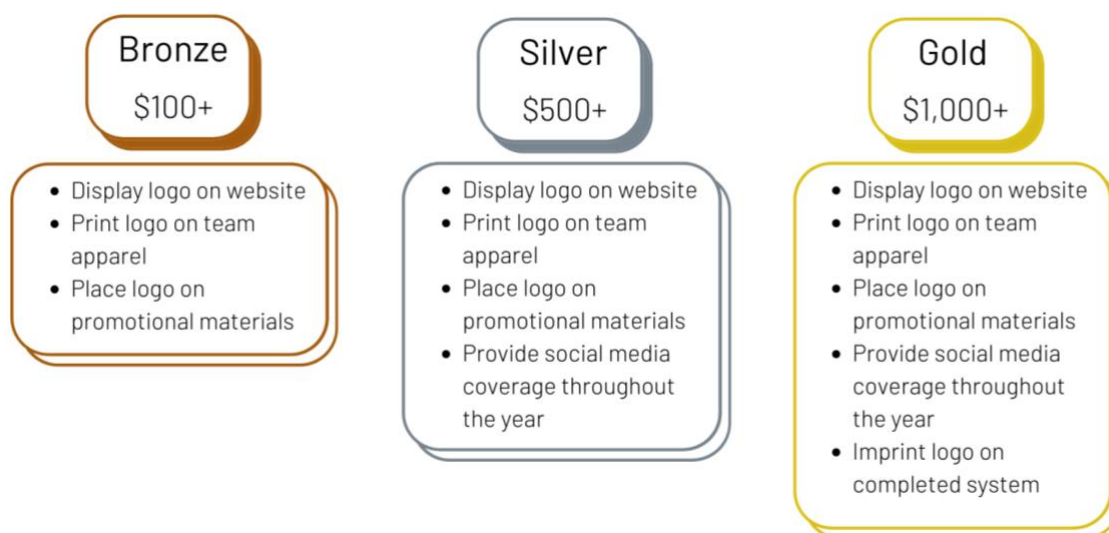 Bronze
$100+
• Display logo on website
• Print logo on team
apparel
• Place logo on
promotional materials
Silver
$500+
• Display logo on website
• Print logo on team
apparel
• Place logo on
promotional materials
• Provide social media
coverage throughout
the year
Gold
$1,000+
• Display logo on website
• Print logo on team
apparel
• Place logo on
promotional materials
• Provide social media
coverage throughout
the year
• Imprint logo on
completed system